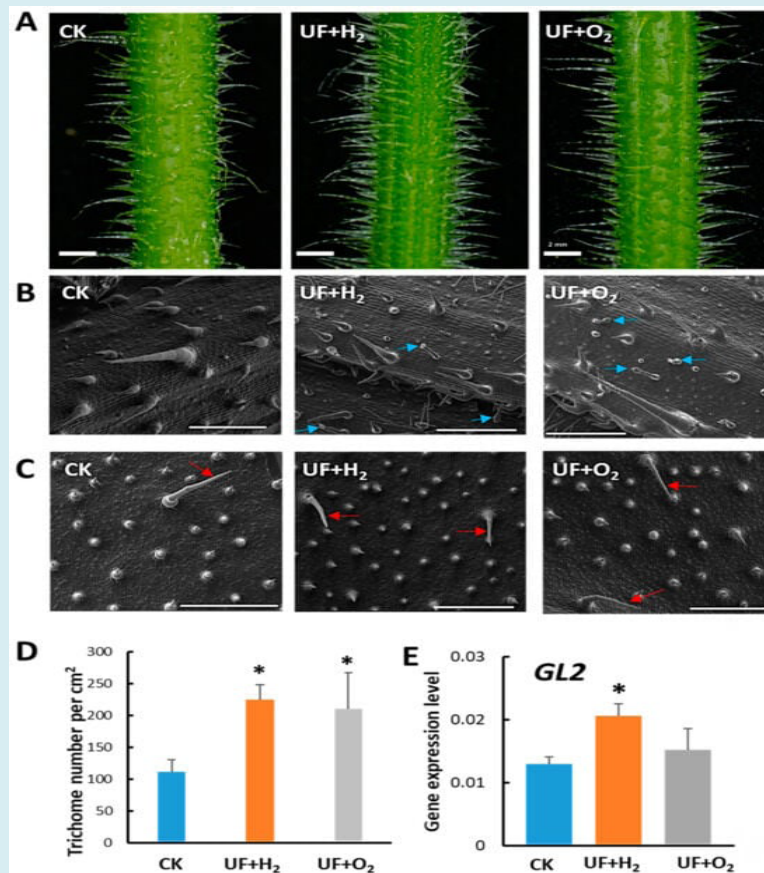 A
CK
UF+H₂
UF+O₂
2 mm
B
CK
UF+H₂
UF+O₂
C
CK
UF+H₂
UF+O₂
D
Trichome number per cm²
300
250
200
150
100
50
0
*
*
CK
UF+H₂
UF+O₂
E
GL2
Gene expression level
0.03
0.02
0.01
0
*
CK
UF+H₂
UF+O₂